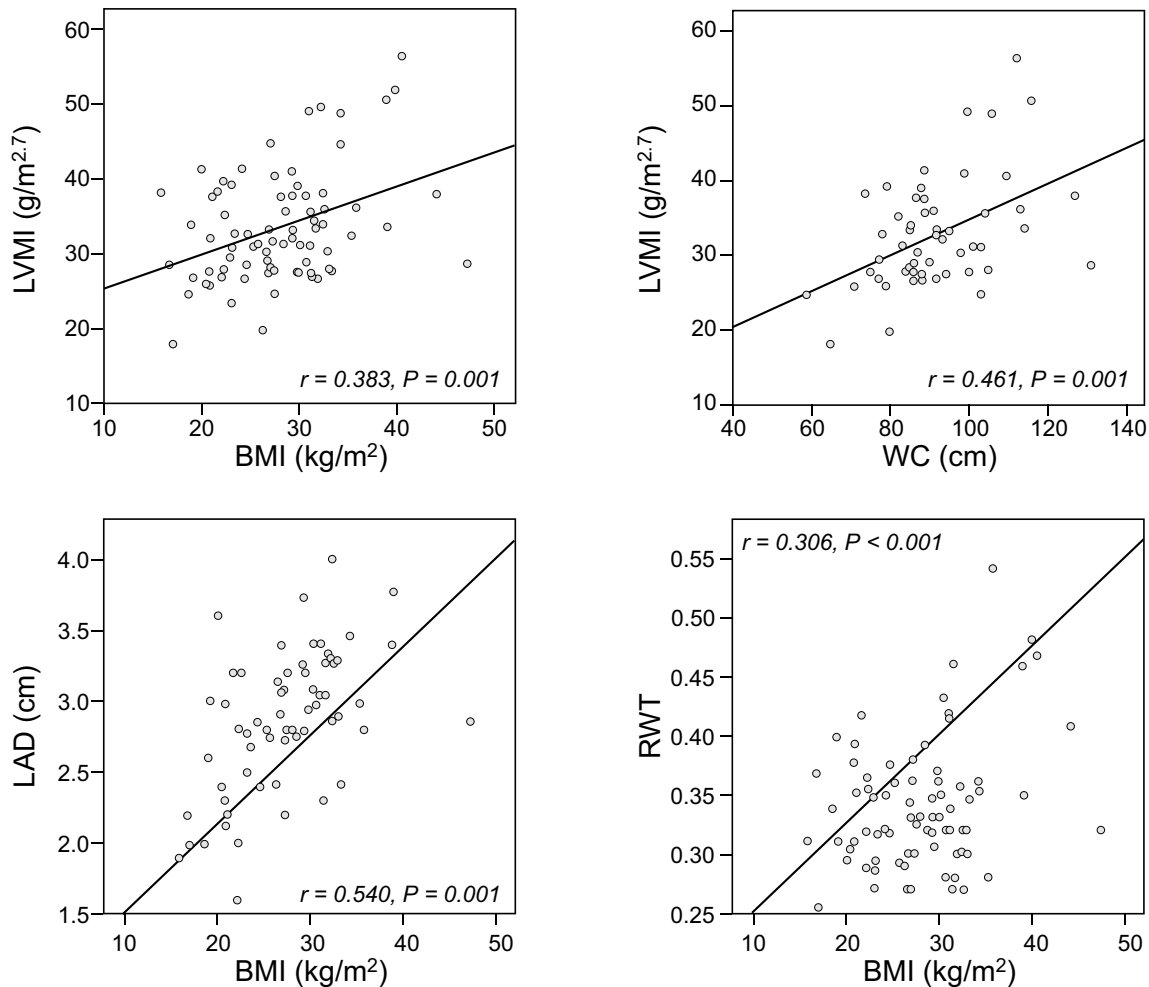 60
50
40
30
20
10
LVMI (g/m2.7)
r = 0.383, P = 0.001
10 20 30 40 50
BMI (kg/m2)
60
50
40
30
20
10
LVMI (g/m2.7)
r = 0.461, P = 0.001
40 60 80 100 120 140
WC (cm)
4.0
3.5
3.0
2.5
2.0
1.5
LAD (cm)
r = 0.540, P = 0.001
10 20 30 40 50
BMI (kg/m2)
r = 0.306, P < 0.001
0.55
0.50
0.45
0.40
0.35
0.30
0.25
RWT
10 20 30 40 50
BMI (kg/m2)